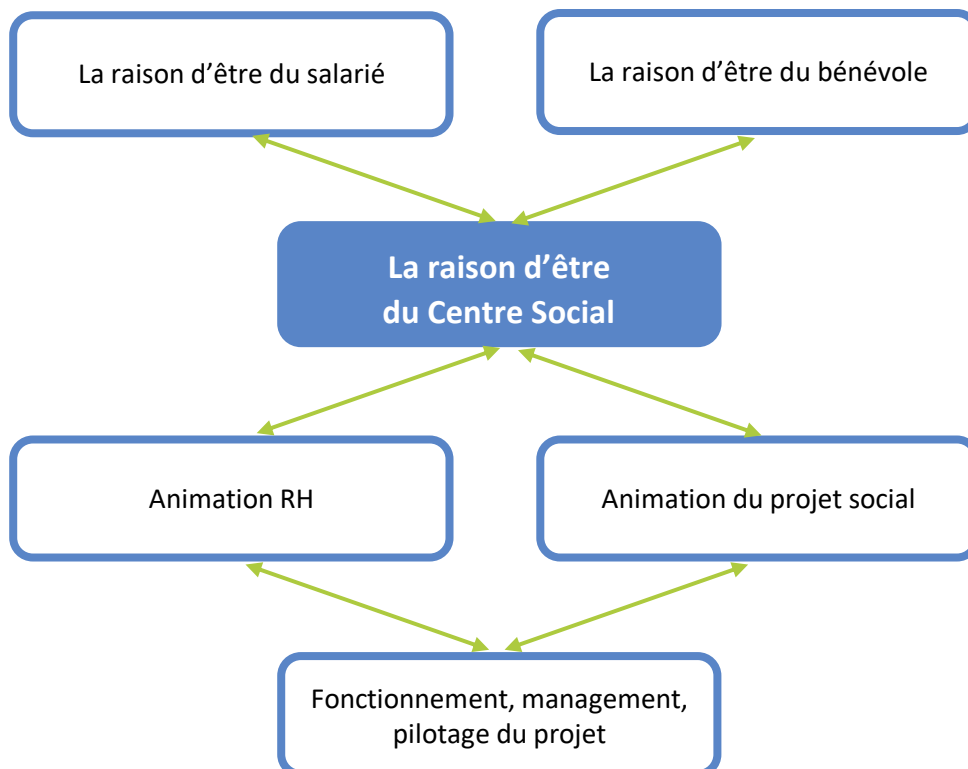 La raison d’être du salarié
La raison d’être du bénévole
La raison d’être
du Centre Social
Animation RH
Animation du projet social
Fonctionnement, management,
pilotage du projet